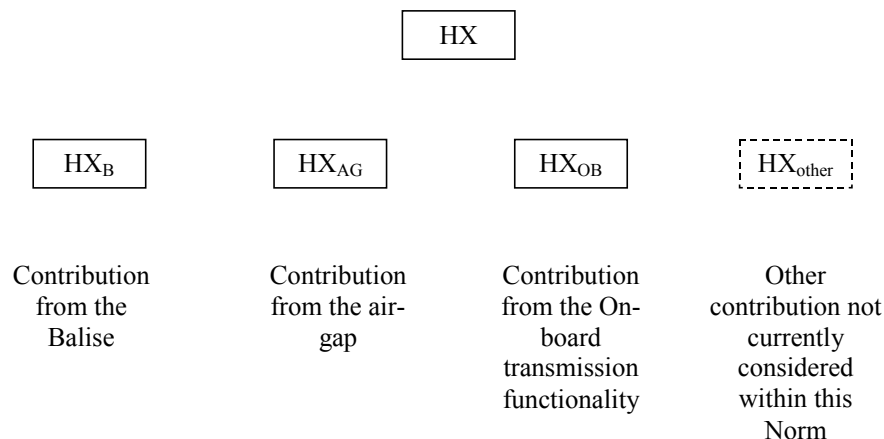 HX
HX_B HX_AG HX_OB HX_other
Contribution
from the
Balise
Contribution
from the air-
gap
Contribution
from the On-
board
transmission
functionality
Other
contribution not
currently
considered
within this
Norm